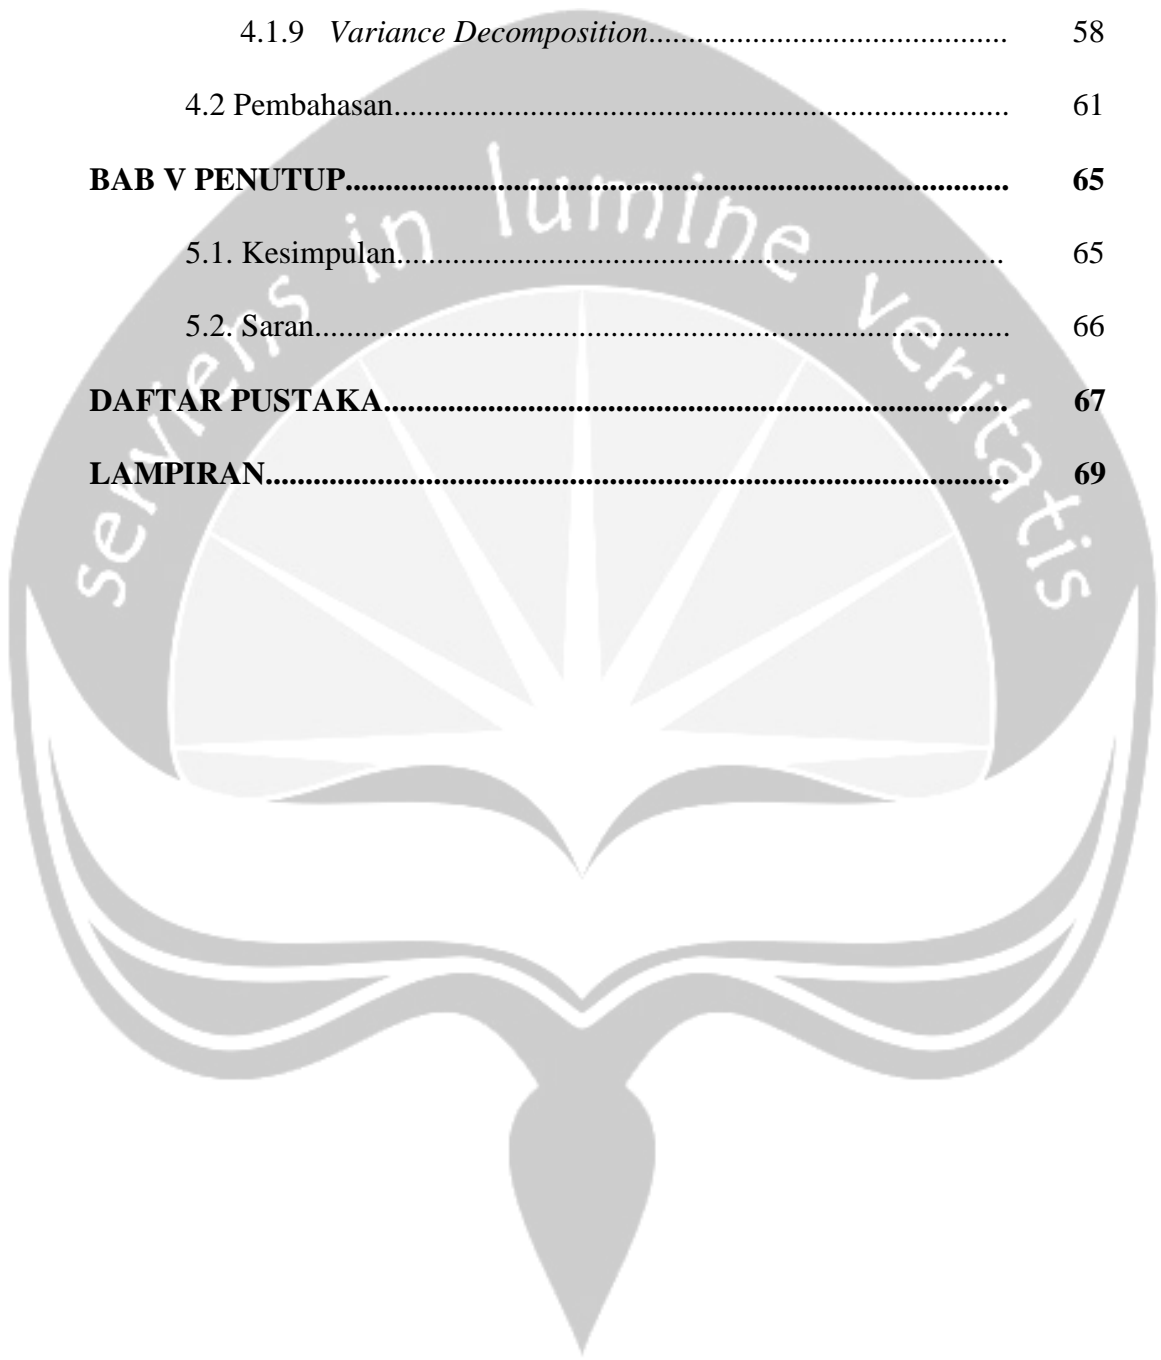 4.1.9 Variance Decomposition............................................. 58
4.2 Pembahasan............................................................................. 61
BAB V PENUTUP.................................................................................... 65
5.1. Kesimpulan............................................................................ 65
5.2. Saran....................................................................................... 66
DAFTAR PUSTAKA............................................................................... 67
LAMPIRAN.............................................................................................. 69
serviens in lumine veritatis